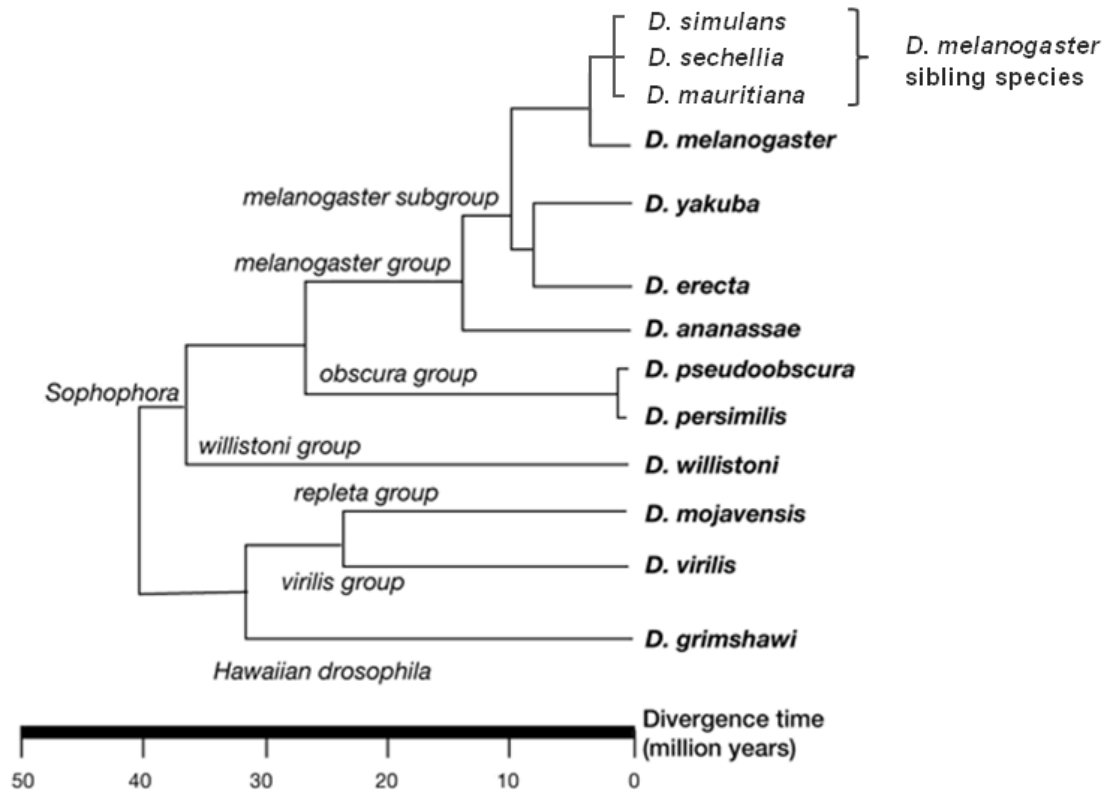 D. simulans
D. sechellia
D. mauritiana
D. melanogaster
sibling species
D. melanogaster
melanogaster subgroup
D. yakuba
melanogaster group
D. erecta
D. ananassae
obscura group
D. pseudoobscura
Sophophora
D. persimilis
willistoni group
D. willistoni
repleta group
D. mojavensis
D. virilis
virilis group
D. grimshawi
Hawaiian drosophila
Divergence time
(million years)
50 40 30 20 10 0